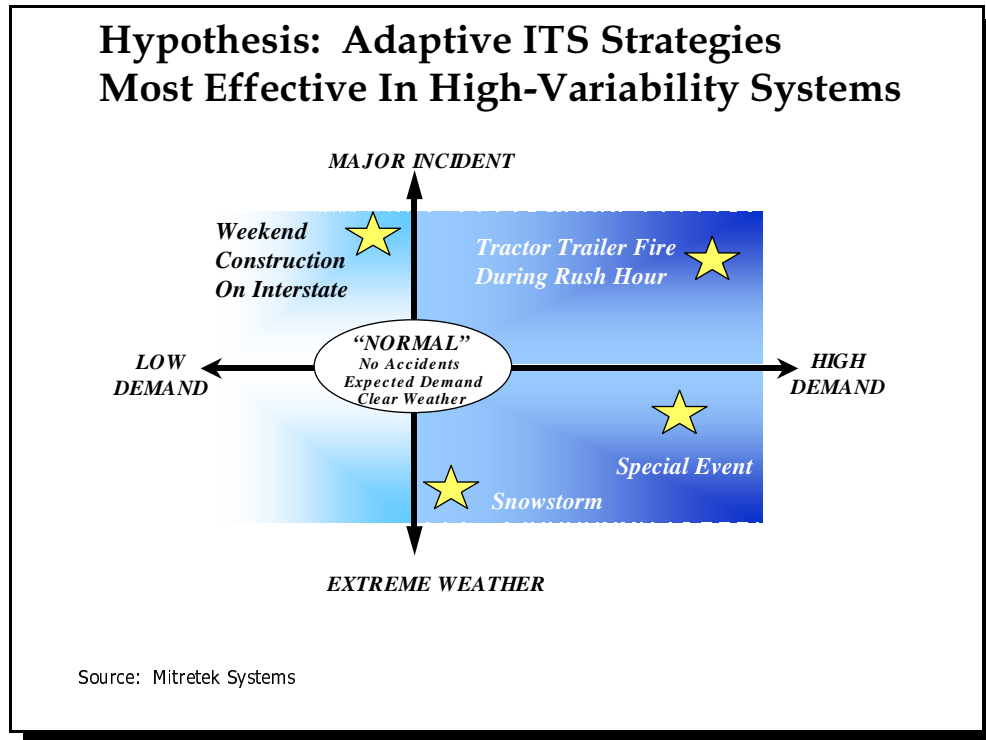 Hypothesis: Adaptive ITS Strategies
Most Effective In High-Variability Systems
MAJOR INCIDENT
Weekend
Construction
On Interstate
Tractor Trailer Fire
During Rush Hour
“NORMAL”
No Accidents
Expected Demand
Clear Weather
LOW
DEMAND
HIGH
DEMAND
Special Event
Snowstorm
EXTREME WEATHER
Source: Mitretek Systems